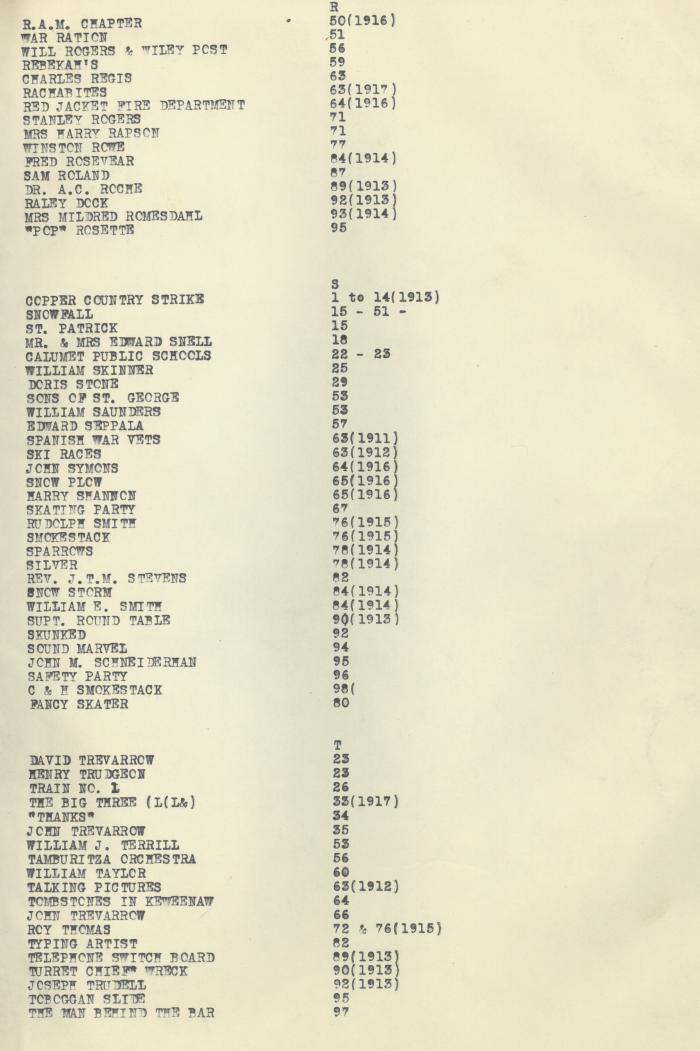 R
R.A.M. CHAPTER 50(1916)
WAR RATION 51
WILL ROGERS & WILEY POST 56
REBEKAH'S 59
CHARLES REGIS 63
RACHABITES 63(1917)
RED JACKET FIRE DEPARTMENT 64(1916)
STANLEY ROGERS 71
MRS HARRY RAPSON 71
WINSTON ROWE 77
FRED ROSEVEAR 84(1914)
SAM ROLAND 87
DR. A.C. ROCHE 89(1913)
RALEY DOCK 92(1913)
MRS MILDRED ROMESDAHL 93(1914)
"POP" ROSETTE 95
S
COPPER COUNTRY STRIKE 1 to 14(1913)
SNOWFALL 15 - 51 -
ST. PATRICK 15
MR. & MRS EDWARD SNELL 18
CALUMET PUBLIC SCHOOLS 22 - 23
WILLIAM SKINNER 25
DORIS STONE 29
SONS OF ST. GEORGE 53
WILLIAM SAUNDERS 53
EDWARD SEPPALA 57
SPANISH WAR VETS 63(1911)
SKI RACES 63(1912)
JOHN SYMONS 64(1916)
SNOW PLOW 65(1916)
HARRY SHANNON 65(1916)
SKATING PARTY 67
RUDOLPH SMITH 76(1915)
SMOKESTACK 76(1915)
SPARROWS 78(1914)
SILVER 78(1914)
REV. J.T.M. STEVENS 82
SNOW STORM 84(1914)
WILLIAM E. SMITH 84(1914)
SUPT. ROUND TABLE 90(1913)
SKUNKED 92
SOUND MARVEL 94
JOHN M. SCHNEIDERHAN 95
SAFETY PARTY 96
C & H SMOKESTACK 98(
FANCY SKATER 80
T
DAVID TREVARROW 23
HENRY TRUDGEON 23
TRAIN NO. 1 26
THE BIG THREE (L(L&) 33(1917)
"THANKS" 34
JOHN TREVARROW 35
WILLIAM J. TERRILL 53
TAMBURITZA ORCHESTRA 56
WILLIAM TAYLOR 60
TALKING PICTURES 63(1912)
TOMBSTONES IN KEWEENAW 64
JOHN TREVARROW 66
ROY THOMAS 72 & 76(1915)
TYPING ARTIST 82
TELEPHONE SWITCH BOARD 89(1913)
TURRET CHIEF" WRECK 90(1913)
JOSEPH TRUDELL 92(1913)
TOBOGGAN SLIDE 95
THE MAN BEHIND THE BAR 97